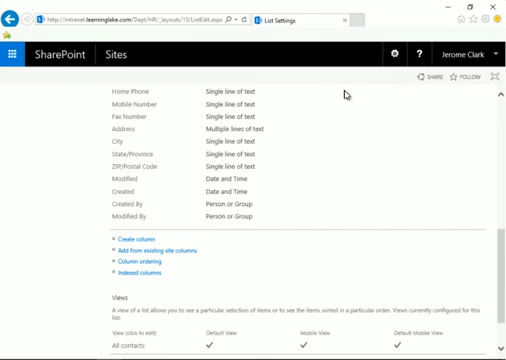 http://intranet.learninglake.com/Dept/HR/_layouts/15/ListEdit.aspx
List Settings
SharePoint Sites
Jerome Clark
SHARE FOLLOW
Home Phone Single line of text
Mobile Number Single line of text
Fax Number Single line of text
Address Multiple lines of text
City Single line of text
State/Province Single line of text
ZIP/Postal Code Single line of text
Modified Date and Time
Created Date and Time
Created By Person or Group
Modified By Person or Group
Create column
Add from existing site columns
Column ordering
Indexed columns
Views
A view of a list allows you to see a particular selection of items or to see the items sorted in a particular order. Views currently configured for this
list:
View (click to edit) Default View Mobile View Default Mobile View
All contacts